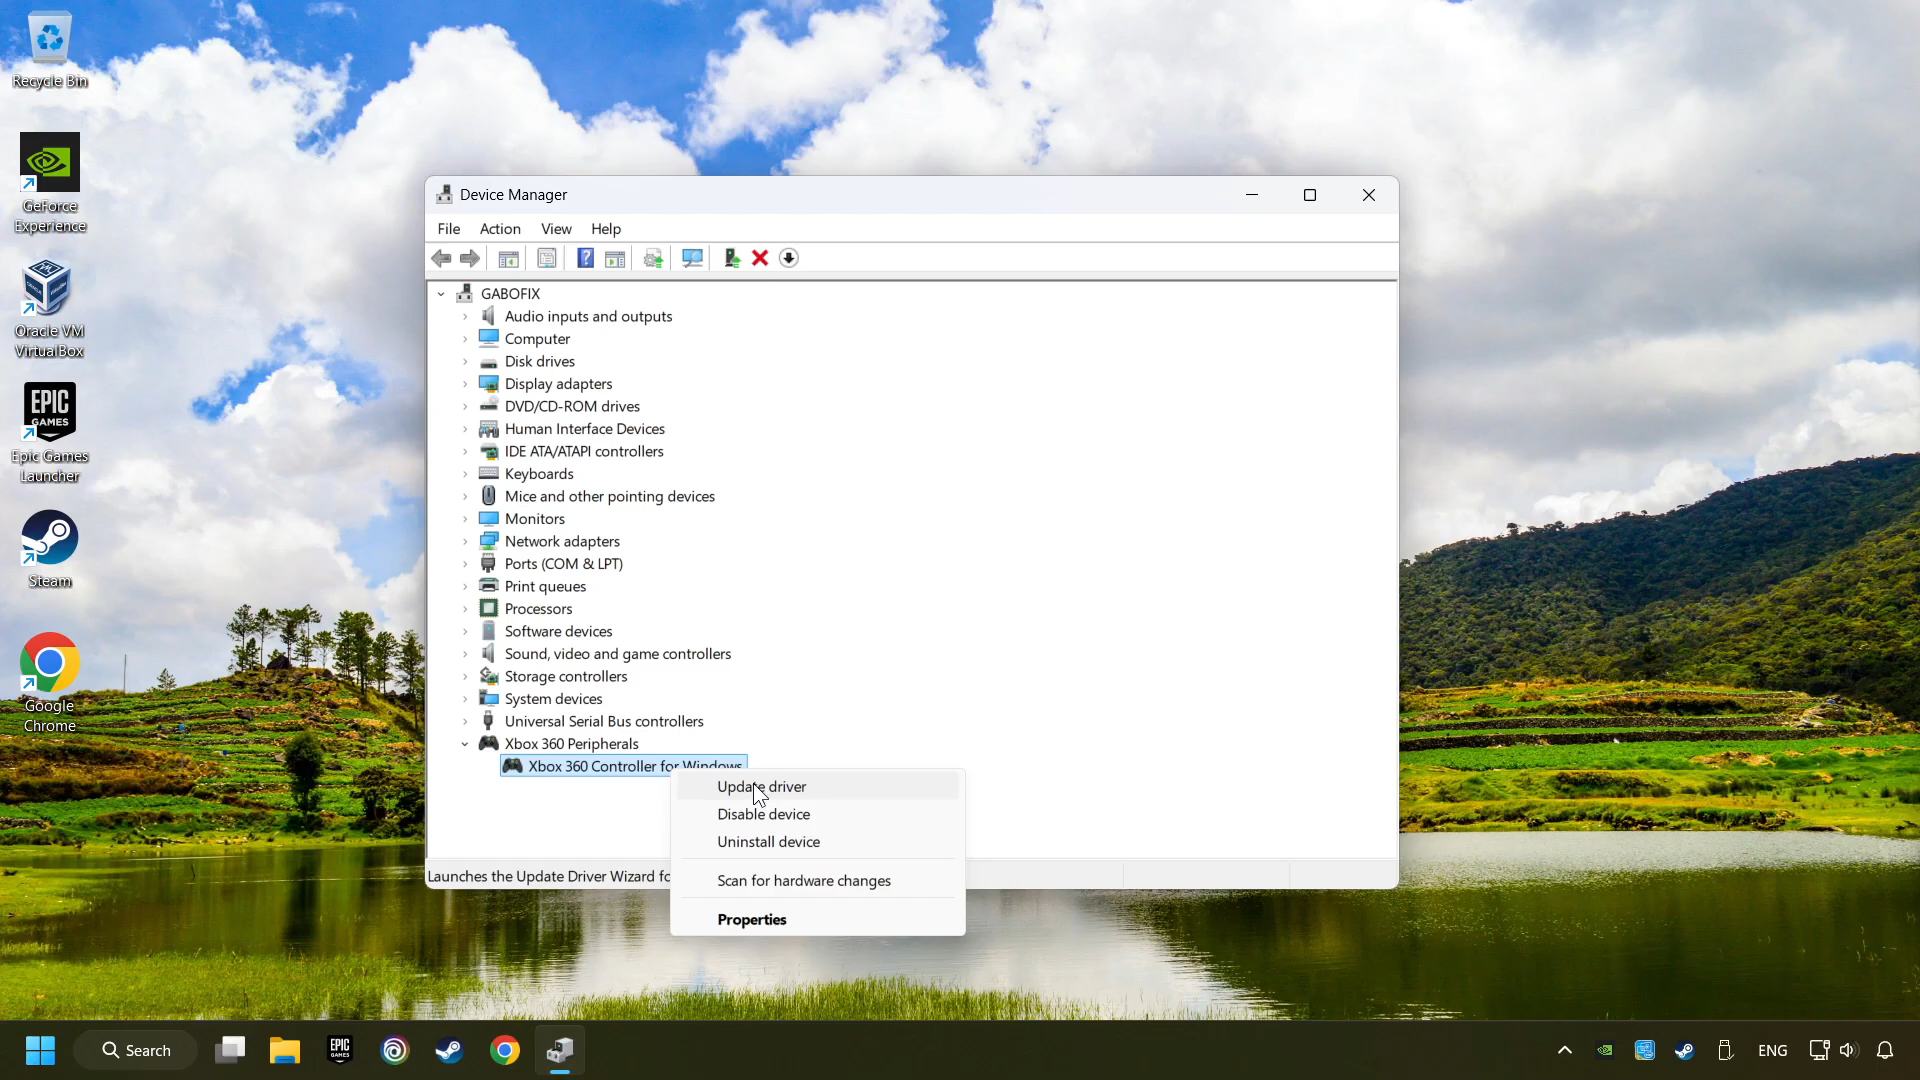 Recycle Bin
GeForce
Experience
Oracle VM
VirtualBox
EPIC
GAMES
Epic Games
Launcher
Steam
Google
Chrome
Device Manager
File Action View Help
GABOFIX
Audio inputs and outputs
Computer
Disk drives
Display adapters
DVD/CD-ROM drives
Human Interface Devices
IDE ATA/ATAPI controllers
Keyboards
Mice and other pointing devices
Monitors
Network adapters
Ports (COM & LPT)
Print queues
Processors
Software devices
Sound, video and game controllers
Storage controllers
System devices
Universal Serial Bus controllers
Xbox 360 Peripherals
Xbox 360 Controller for Windows
Update driver
Disable device
Uninstall device
Scan for hardware changes
Properties
Launches the Update Driver Wizard fo
Search
EPIC
GAMES
ENG